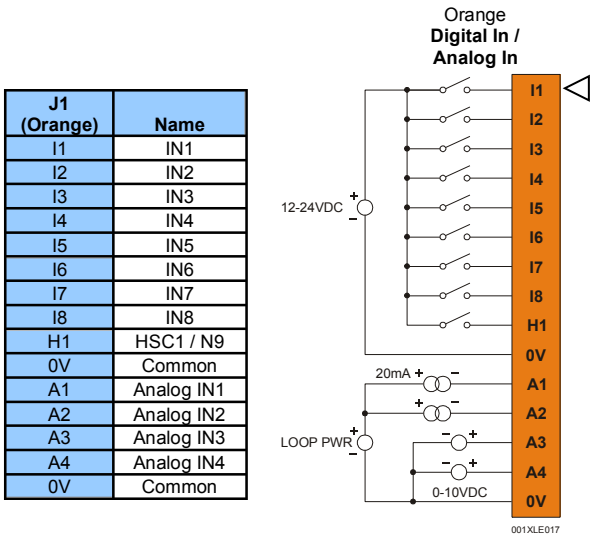 J1
(Orange) Name
I1 IN1
I2 IN2
I3 IN3
I4 IN4
I5 IN5
I6 IN6
I7 IN7
I8 IN8
H1 HSC1 / N9
0V Common
A1 Analog IN1
A2 Analog IN2
A3 Analog IN3
A4 Analog IN4
0V Common
Orange
Digital In /
Analog In
I1
I2
I3
I4
12-24VDC + − I5
I6
I7
I8
H1
0V
20mA + − A1
+ − A2
LOOP PWR + − − + A3
− + A4
0-10VDC 0V
001XLE017